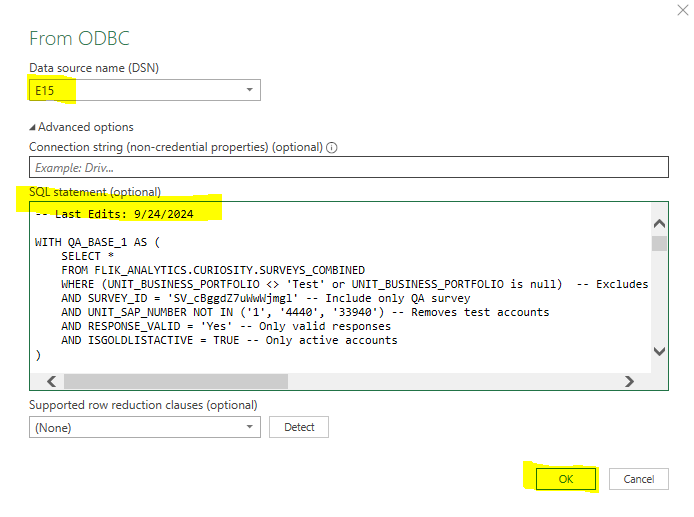 From ODBC
Data source name (DSN)
E15
Advanced options
Connection string (non-credential properties) (optional)
Example: Driv...
SQL statement (optional)
-- Last Edits: 9/24/2024
WITH QA_BASE_1 AS (
SELECT *
FROM FLIK_ANALYTICS.CURIOSITY.SURVEYS_COMBINED
WHERE (UNIT_BUSINESS_PORTFOLIO <> 'Test' or UNIT_BUSINESS_PORTFOLIO is null)  -- Excludes
AND SURVEY_ID = 'SV_cBggdZ7uWwWjmgl' -- Include only QA survey
AND UNIT_SAP_NUMBER NOT IN ('1', '4440', '33940') -- Removes test accounts
AND RESPONSE_VALID = 'Yes' -- Only valid responses
AND ISGOLDLISTACTIVE = TRUE -- Only active accounts
)
Supported row reduction clauses (optional)
(None)
Detect
OK
Cancel